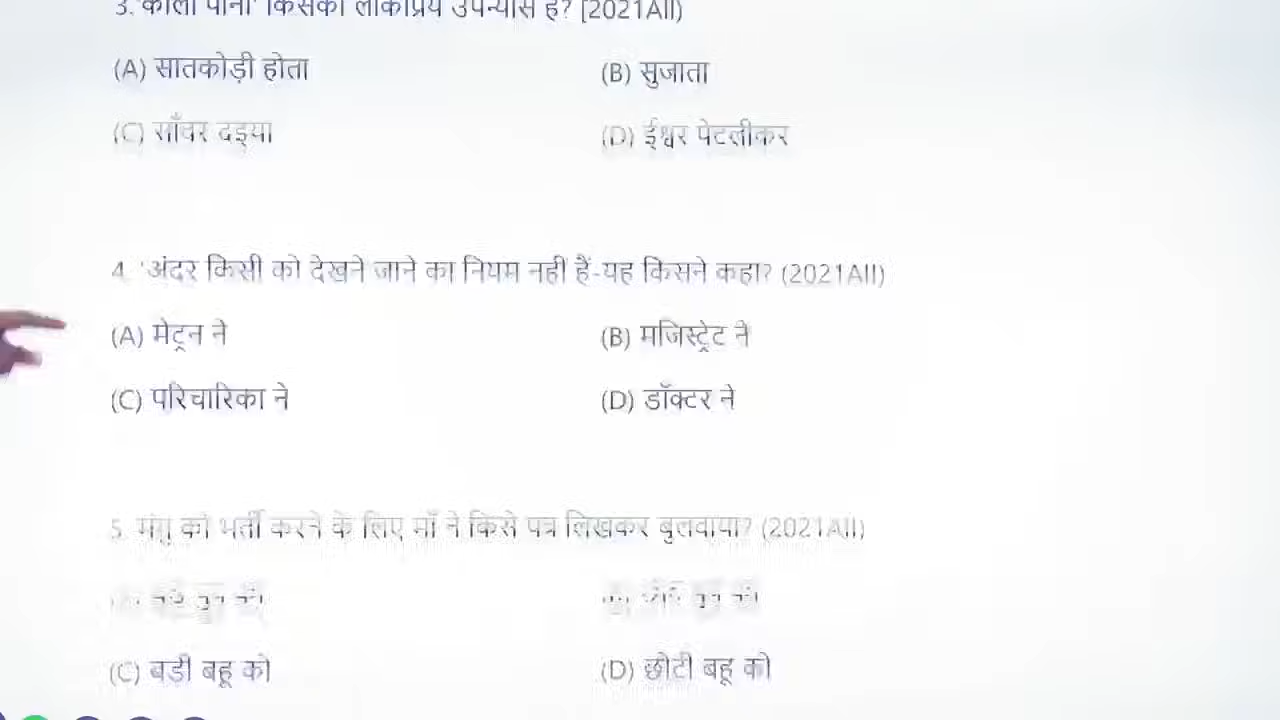 3. 'काली पानी' किसका लोकप्रिय उपन्यास है? [2021AII)
(A) सातकोड़ी होता
(B) सुजाता
(C) साँवर दइया
(D) ईश्वर पेटलीकर
4. 'अंदर किसी को देखने जाने का नियम नहीं हैं-यह किसने कहा? (2021AII)
(A) मेट्रन ने
(B) मजिस्ट्रेट ने
(C) परिचारिका ने
(D) डॉक्टर ने
5. मंगु को भर्ती करने के लिए माँ ने किसे पत्र लिखकर बुलवाया? (2021AII)
(C) बड़ी बहू को
(D) छोटी बहू को